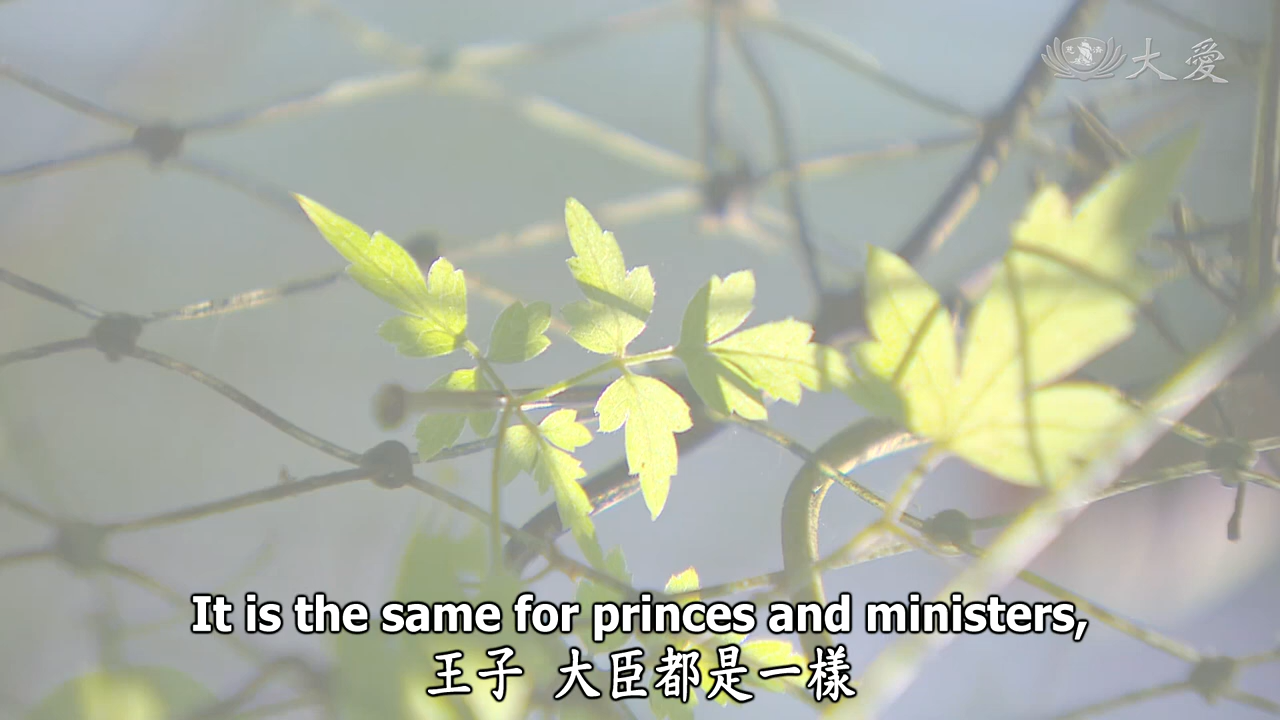 大愛
It is the same for princes and ministers,
王子 大臣都是一樣